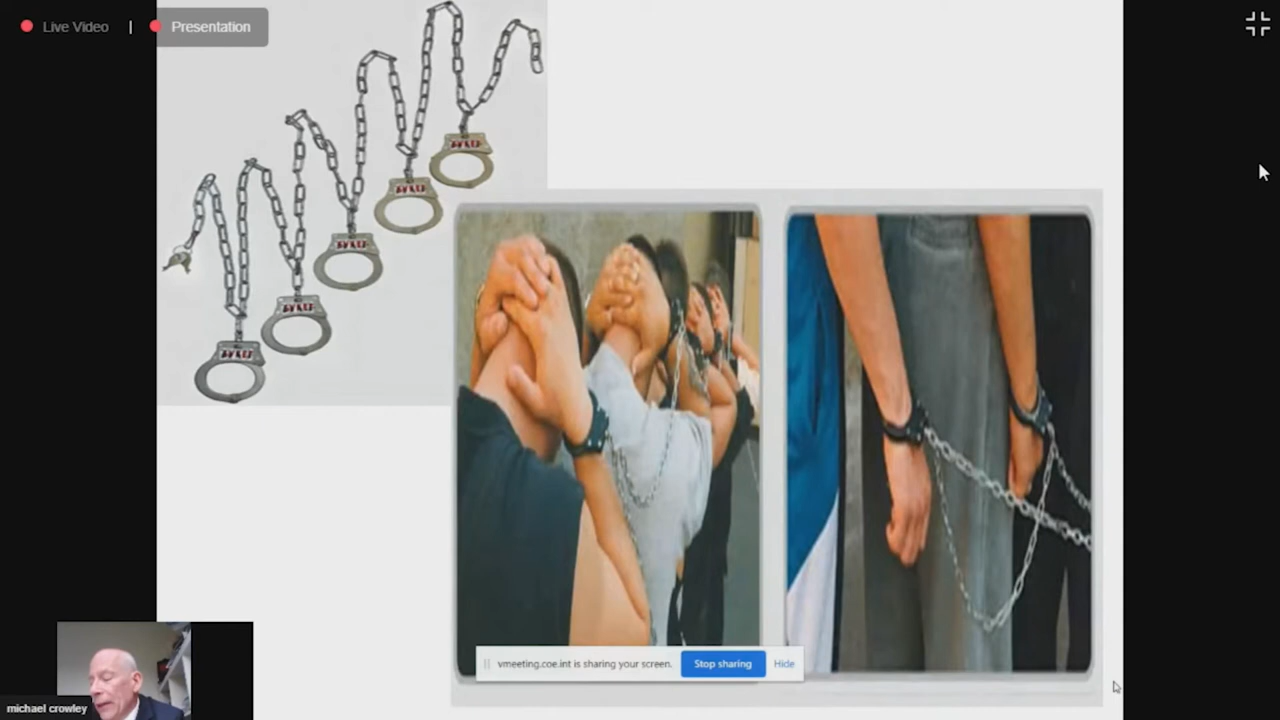 Live Video | Presentation
vmeeting.coe.int is sharing your screen. Stop sharing Hide
michael crowley